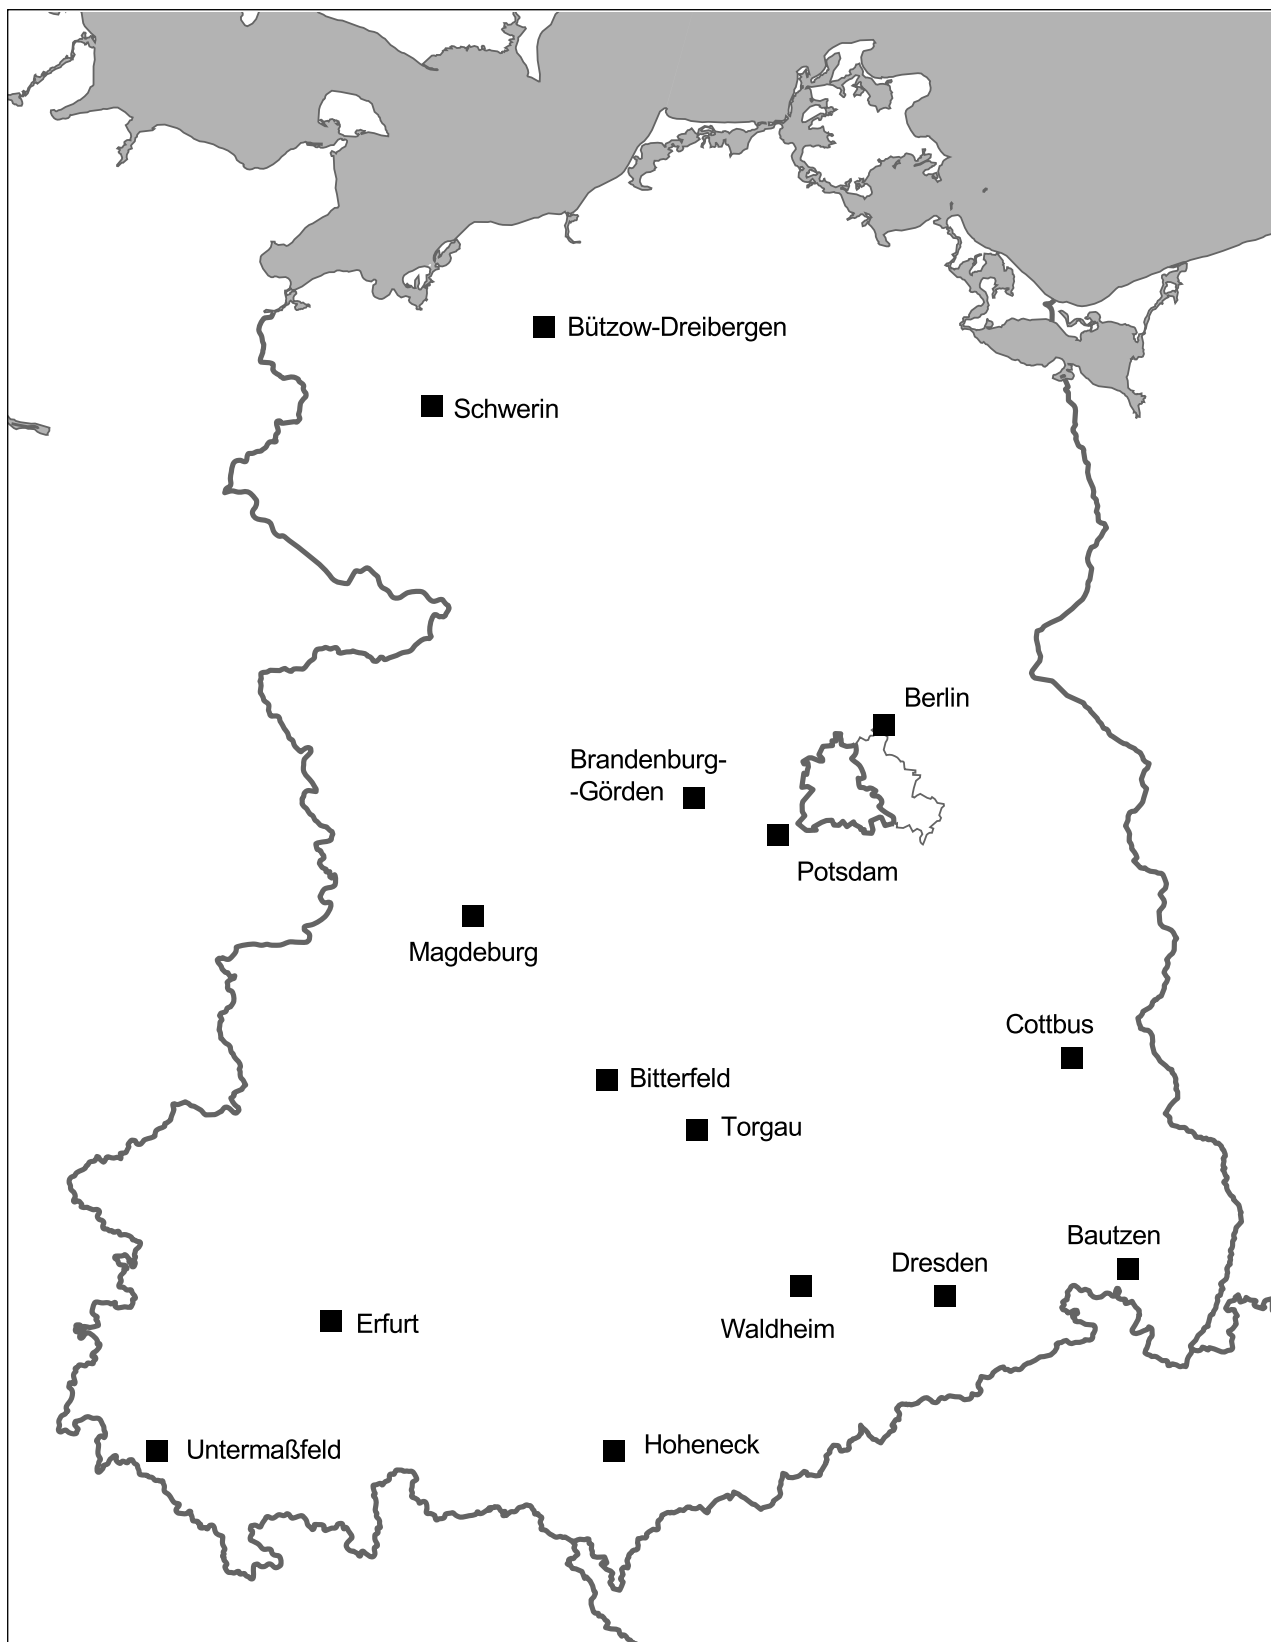 Bützow-Dreibergen
Schwerin
Berlin
Brandenburg-
-Görden
Potsdam
Magdeburg
Cottbus
Bitterfeld
Torgau
Bautzen
Dresden
Waldheim
Erfurt
Hoheneck
Untermaßfeld